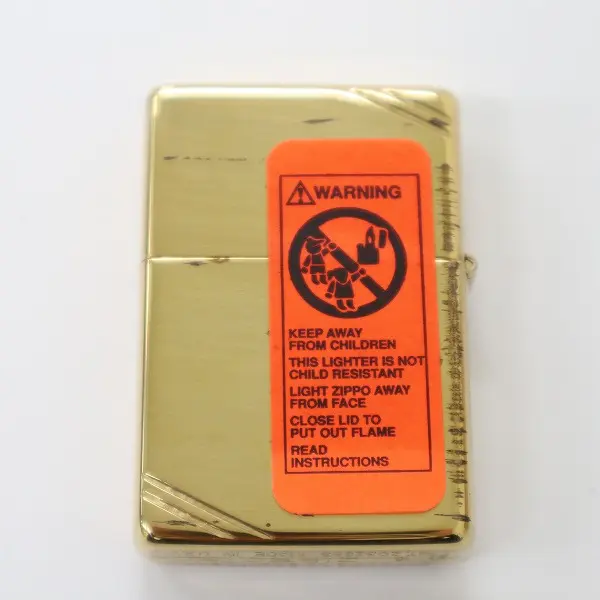 WARNING
KEEP AWAY
FROM CHILDREN
THIS LIGHTER IS NOT
CHILD RESISTANT
LIGHT ZIPPO AWAY
FROM FACE
CLOSE LID TO
PUT OUT FLAME
READ
INSTRUCTIONS